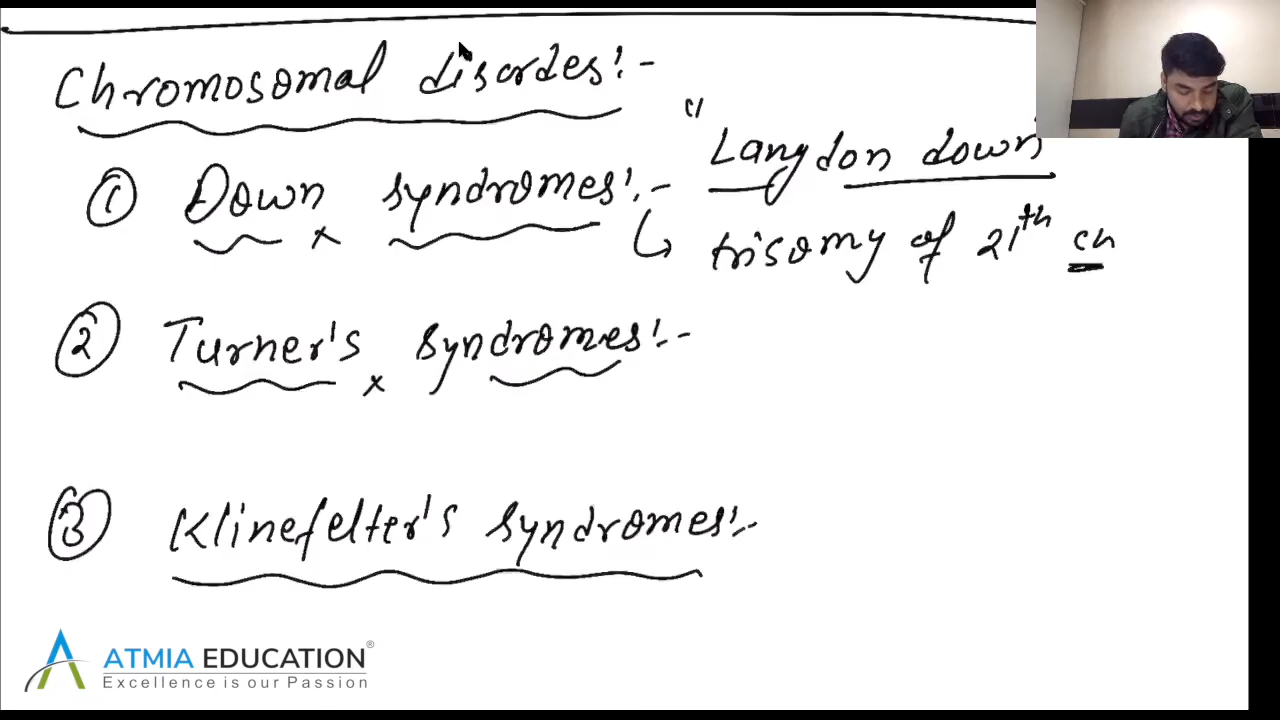 Chromosomal disordes:-
① Down syndromes:- "Langdon down
trisomy of 21th ch
② Turner's syndromes:-
③ Klinefelter's syndromes:-
ATMIA EDUCATION®
Excellence is our Passion